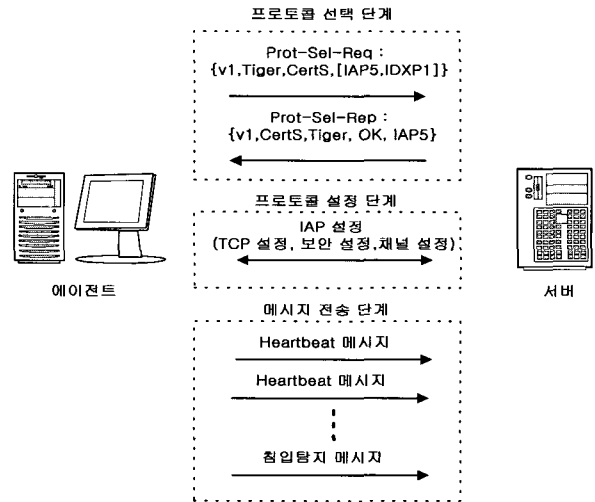 프로토콜 선택 단계
Prot-Sel-Req :
{v1,Tiger,CertS,[IAP5,IDXP1]}
Prot-Sel-Rep :
{v1,CertS,Tiger, OK, IAP5}
프로토콜 설정 단계
IAP 설정
(TCP 설정, 보안 설정,채널 설정)
에이전트
서버
메시지 전송 단계
Heartbeat 메시지
Heartbeat 메시지
침입탐지 메시지